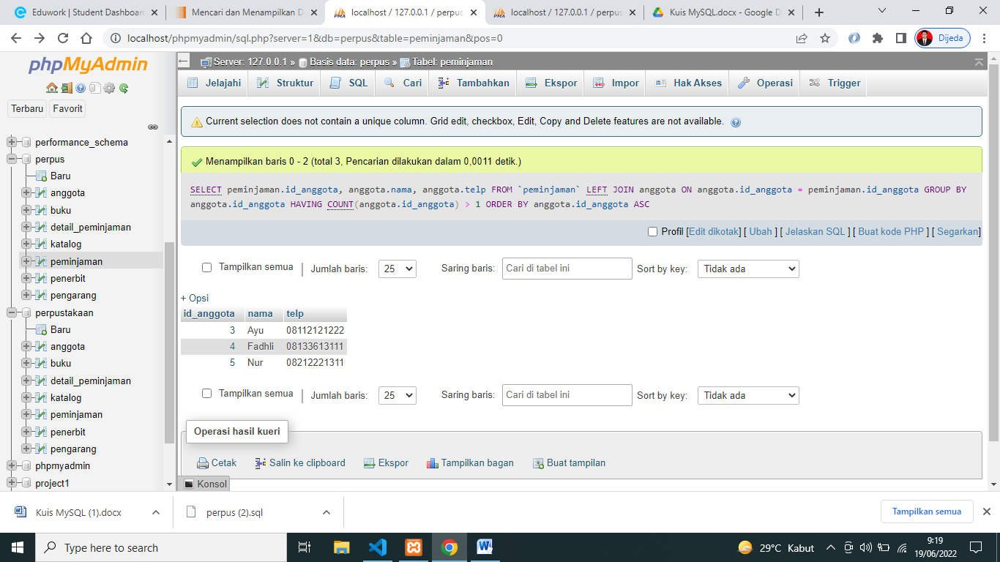 Eduwork | Student Dashboar
Mencari dan Menampilkan D
localhost / 127.0.0.1 / perpus
localhost / 127.0.0.1 / perpus
Kuis MySQL.docx - Google D
localhost/phpmyadmin/sql.php?server=1&db=perpus&table=peminjaman&pos=0
Dijeda
phpMyAdmin
Terbaru
Favorit
performance_schema
perpus
Baru
anggota
buku
detail_peminjaman
katalog
peminjaman
penerbit
pengarang
perpustakaan
Baru
anggota
buku
detail_peminjaman
katalog
peminjaman
penerbit
pengarang
phpmyadmin
project1
Server: 127.0.0.1 » Basis data: perpus » Tabel: peminjaman
Jelajahi Struktur SQL Cari Tambahkan Ekspor Impor Hak Akses Operasi Trigger
Current selection does not contain a unique column. Grid edit, checkbox, Edit, Copy and Delete features are not available.
Menampilkan baris 0 - 2 (total 3, Pencarian dilakukan dalam 0,0011 detik.)
SELECT peminjaman.id_anggota, anggota.nama, anggota.telp FROM `peminjaman` LEFT JOIN anggota ON anggota.id_anggota = peminjaman.id_anggota GROUP BY
anggota.id_anggota HAVING COUNT(anggota.id_anggota) > 1 ORDER BY anggota.id_anggota ASC
Profil [Edit dikotak] [ Ubah ] [ Jelaskan SQL ] [ Buat kode PHP ] [ Segarkan]
Tampilkan semua | Jumlah baris: 25 Saring baris: Cari di tabel ini Sort by key: Tidak ada
+ Opsi
id_anggota nama telp
3 Ayu 08112121222
4 Fadhli 08133613111
5 Nur 08212221311
Tampilkan semua | Jumlah baris: 25 Saring baris: Cari di tabel ini Sort by key: Tidak ada
Operasi hasil kueri
Cetak Salin ke clipboard Ekspor Tampilkan bagan Buat tampilan
Konsol
Kuis MySQL (1).docx
perpus (2).sql
Tampilkan semua
Type here to search
29°C Kabut
9:19
19/06/2022